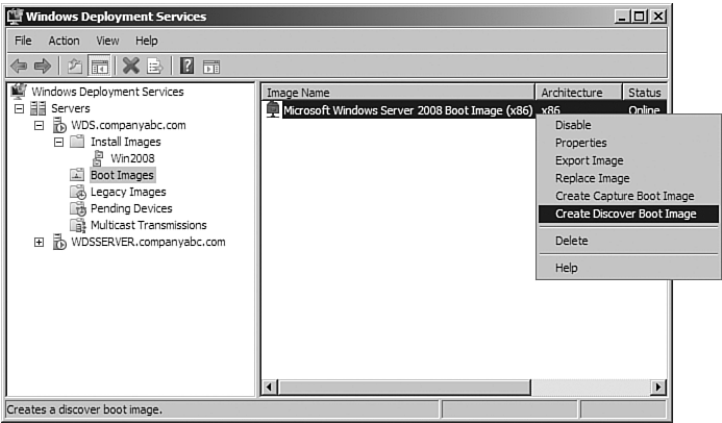 Windows Deployment Services
File Action View Help
Windows Deployment Services
Servers
WDS.companyabc.com
Install Images
Win2008
Boot Images
Legacy Images
Pending Devices
Multicast Transmissions
WDSSERVER.companyabc.com
Image Name Architecture Status
Microsoft Windows Server 2008 Boot Image (x86) x86 Online
Disable
Properties
Export Image
Replace Image
Create Capture Boot Image
Create Discover Boot Image
Delete
Help
Creates a discover boot image.